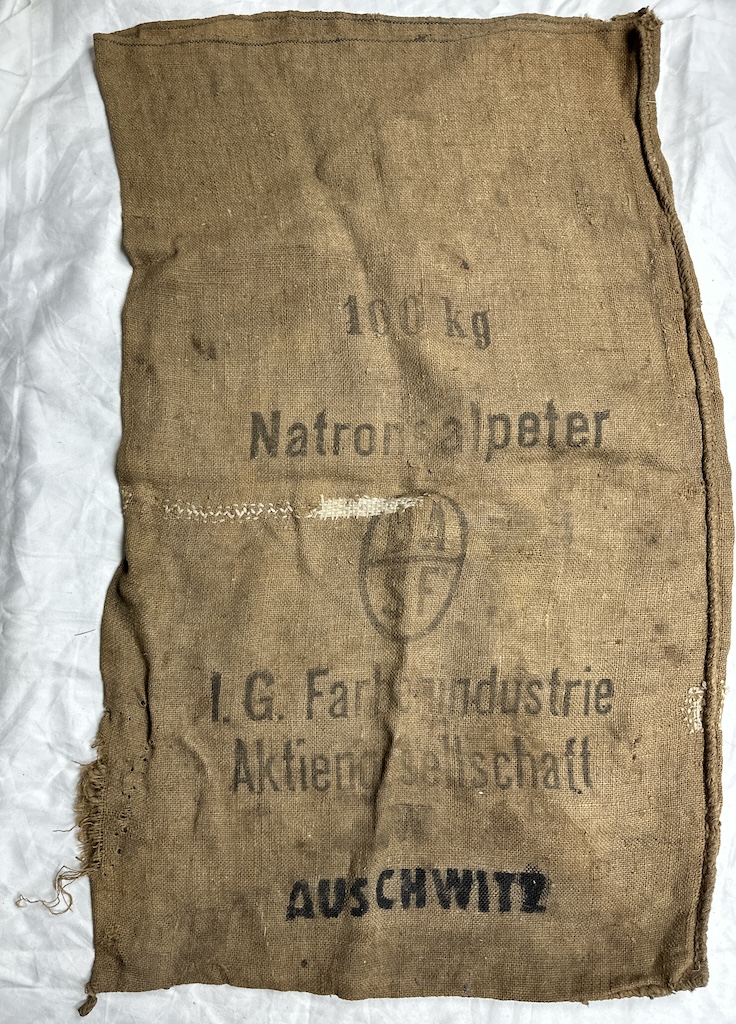 100 kg
Natronsalpeter
BA
SF
I. G. Farbenindustrie
Aktiengesellschaft
AUSCHWITZ